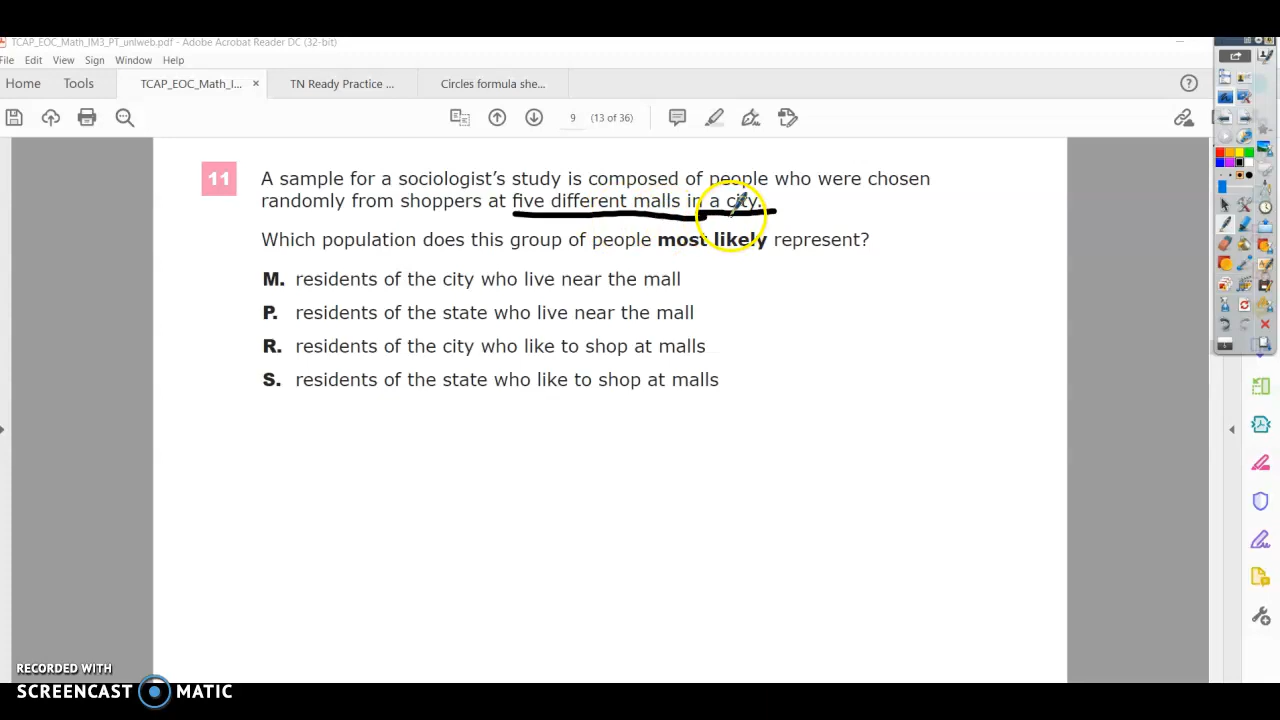 TCAP_EOC_Math_IM3_PT_unlweb.pdf - Adobe Acrobat Reader DC (32-bit)
File Edit View Sign Window Help
Home Tools TCAP_EOC_Math_I... × TN Ready Practice ... Circles formula she...
9 (13 of 36)
11 A sample for a sociologist's study is composed of people who were chosen
randomly from shoppers at five different malls in a city.
Which population does this group of people most likely represent?
M. residents of the city who live near the mall
P. residents of the state who live near the mall
R. residents of the city who like to shop at malls
S. residents of the state who like to shop at malls
RECORDED WITH
SCREENCAST MATIC